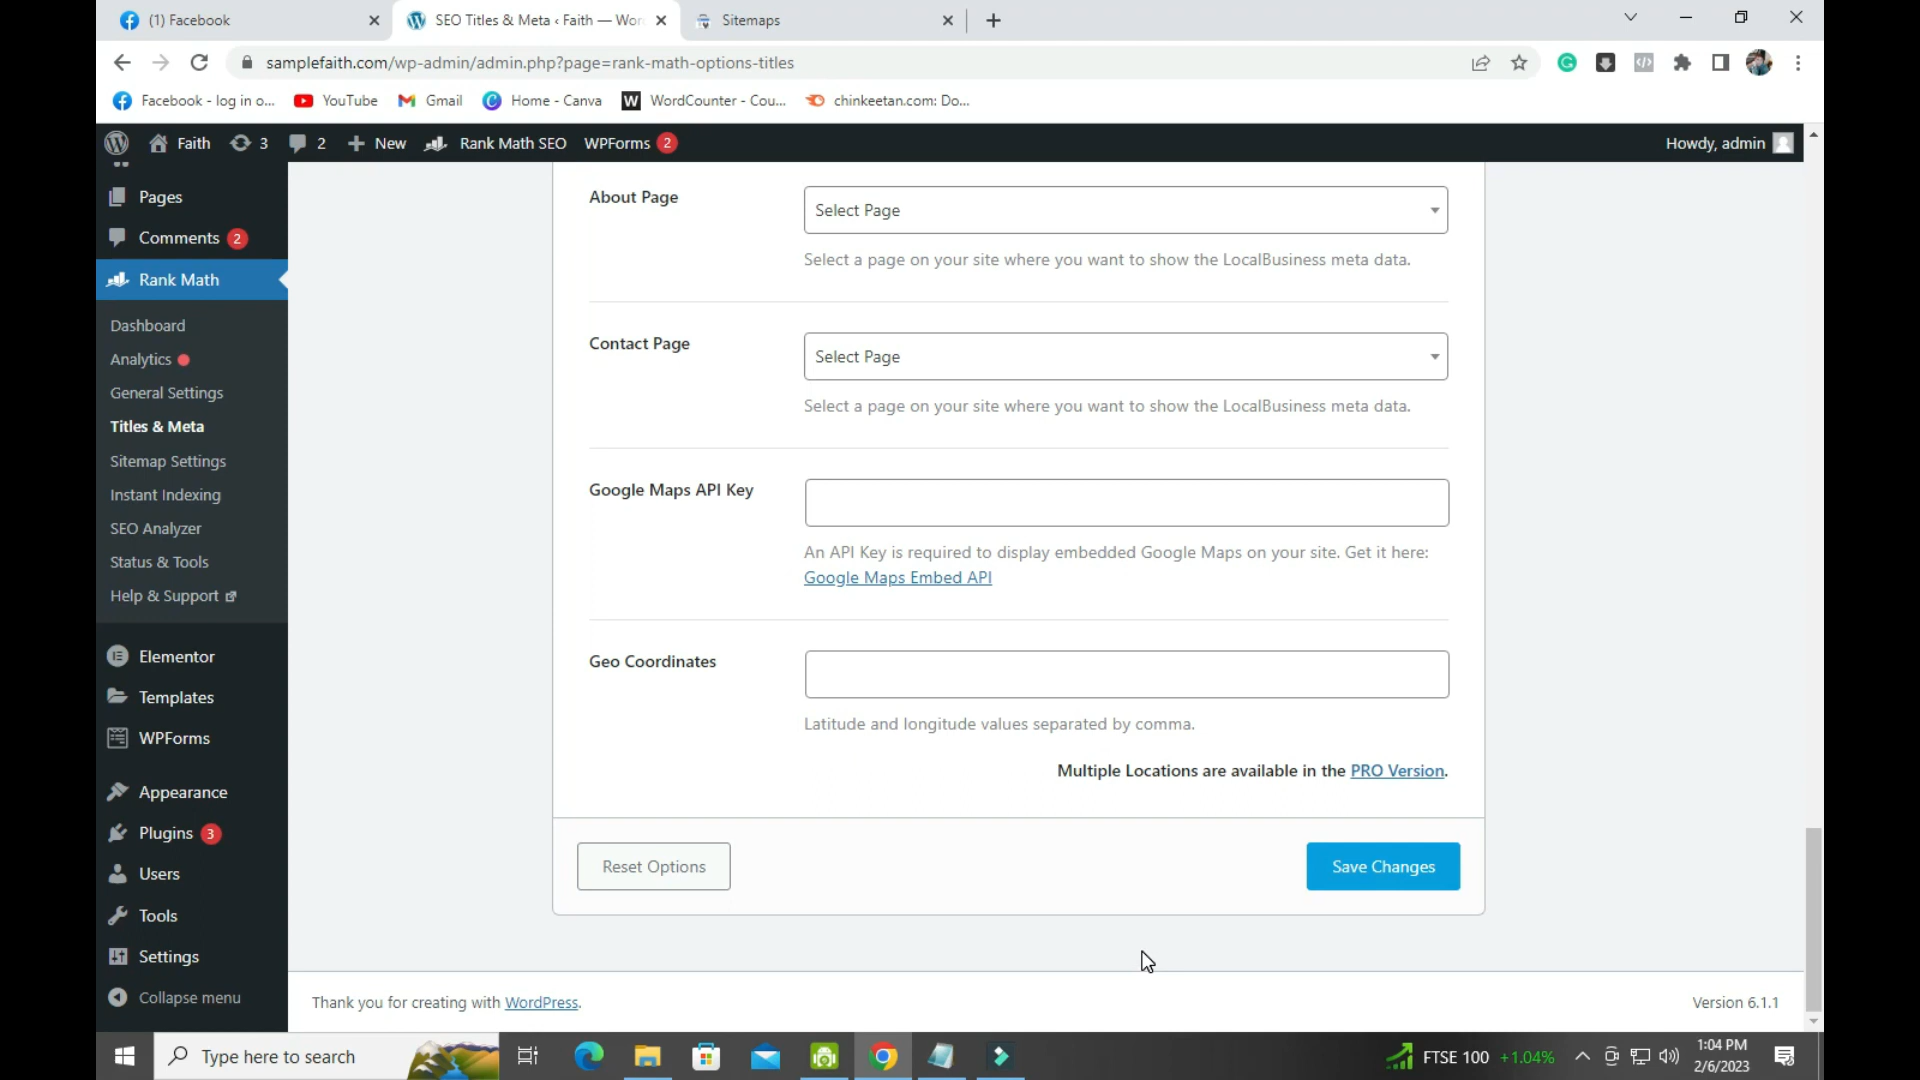 (1) Facebook
SEO Titles & Meta ‹ Faith — Wor
Sitemaps
samplefaith.com/wp-admin/admin.php?page=rank-math-options-titles
Facebook - log in o...
YouTube
Gmail
Home - Canva
WordCounter - Cou...
chinkeetan.com: Do...
Faith
3
2
New
Rank Math SEO
WPForms 2
Howdy, admin
Pages
Comments 2
Rank Math
Dashboard
Analytics
General Settings
Titles & Meta
Sitemap Settings
Instant Indexing
SEO Analyzer
Status & Tools
Help & Support
Elementor
Templates
WPForms
Appearance
Plugins 3
Users
Tools
Settings
Collapse menu
About Page
Select Page
Select a page on your site where you want to show the LocalBusiness meta data.
Contact Page
Select Page
Select a page on your site where you want to show the LocalBusiness meta data.
Google Maps API Key
An API Key is required to display embedded Google Maps on your site. Get it here:
Google Maps Embed API
Geo Coordinates
Latitude and longitude values separated by comma.
Multiple Locations are available in the PRO Version.
Reset Options
Save Changes
Thank you for creating with WordPress.
Version 6.1.1
Type here to search
FTSE 100 +1.04%
1:04 PM
2/6/2023